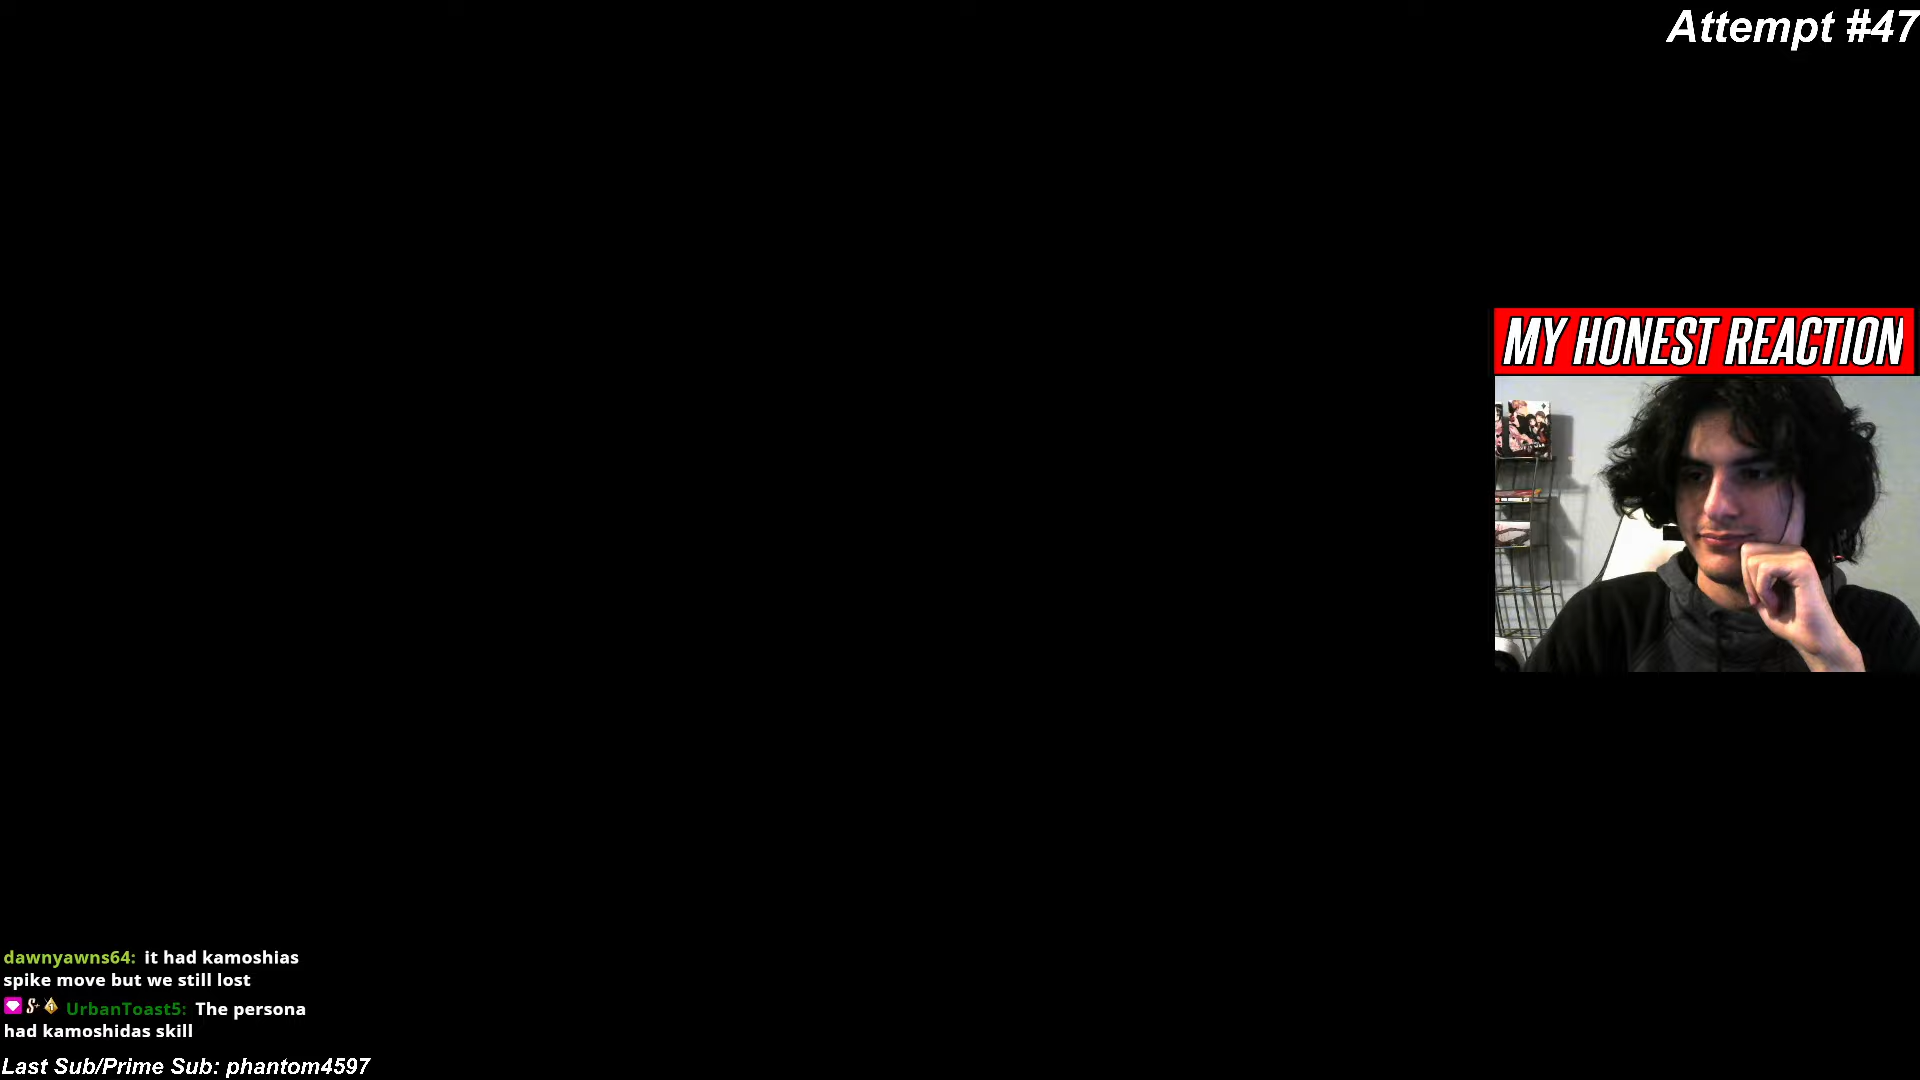 Attempt #47
MY HONEST REACTION
dawnyawns64: it had kamoshias
spike move but we still lost
UrbanToast5: The persona
had kamoshidas skill
Last Sub/Prime Sub: phantom4597